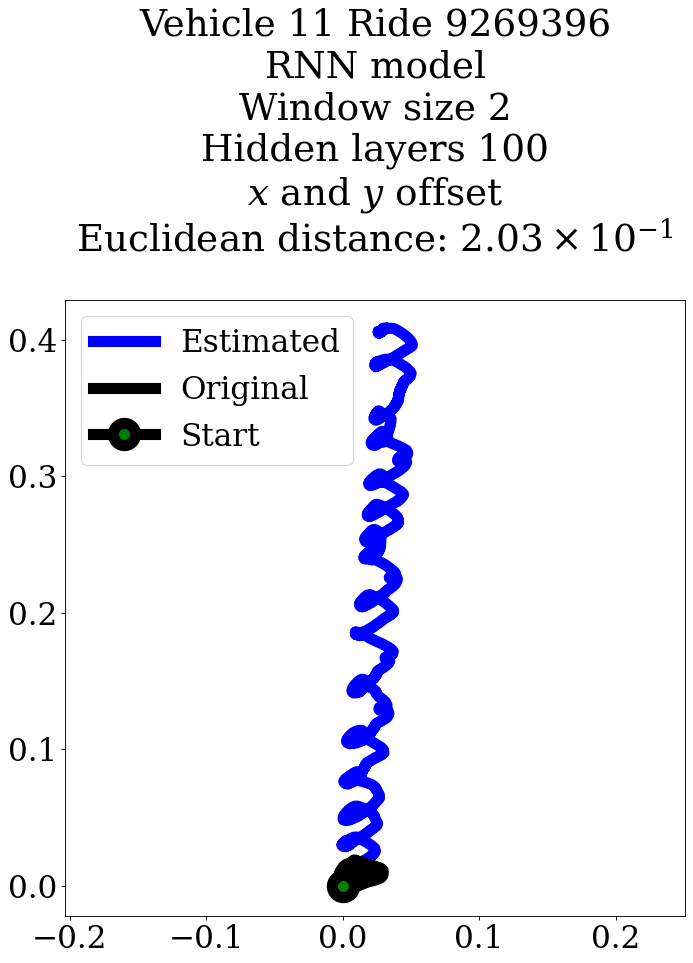 Vehicle 11 Ride 9269396
RNN model
Window size 2
Hidden layers 100
x and y offset
Euclidean distance: 2.03 × 10⁻¹
Estimated
Original
Start
0.4
0.3
0.2
0.1
0.0
−0.2 −0.1 0.0 0.1 0.2